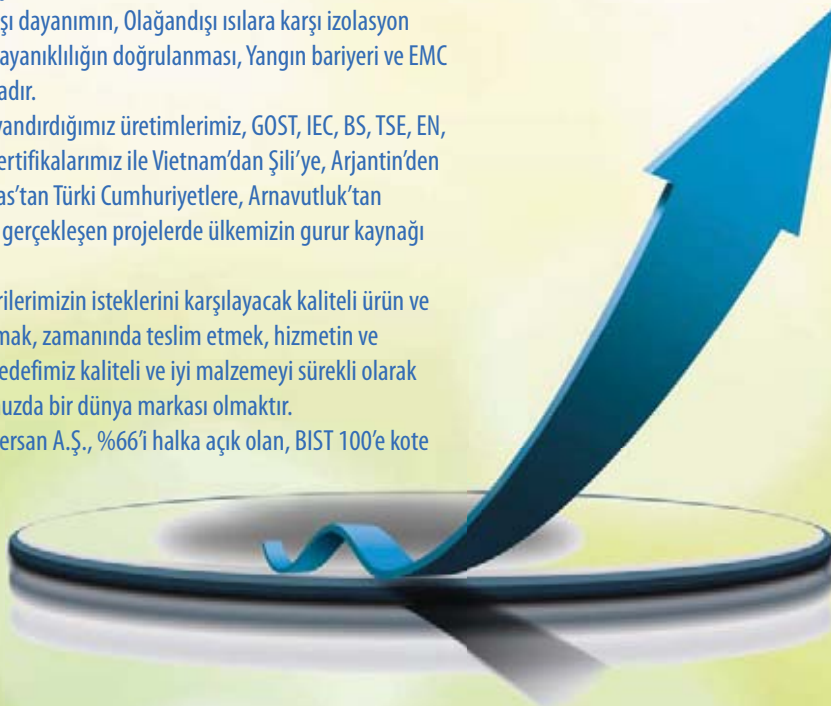 şı dayanımın, Olağandışı ısılara karşı izolasyon
ayanıklılığın doğrulanması, Yangın bariyeri ve EMC
adır.
yandırdığımız üretimlerimiz, GOST, IEC, BS, TSE, EN,
ertifikalarımız ile Vietnam’dan Şili’ye, Arjantin’den
as’tan Türki Cumhuriyetlere, Arnavutluk’tan
gerçekleşen projelerde ülkemizin gurur kaynağı
rilerimizin isteklerini karşılayacak kaliteli ürün ve
mak, zamanında teslim etmek, hizmetin ve
edefimiz kaliteli ve iyi malzemeyi sürekli olarak
uzda bir dünya markası olmaktır.
ersan A.Ş., %66’i halka açık olan, BIST 100’e kote